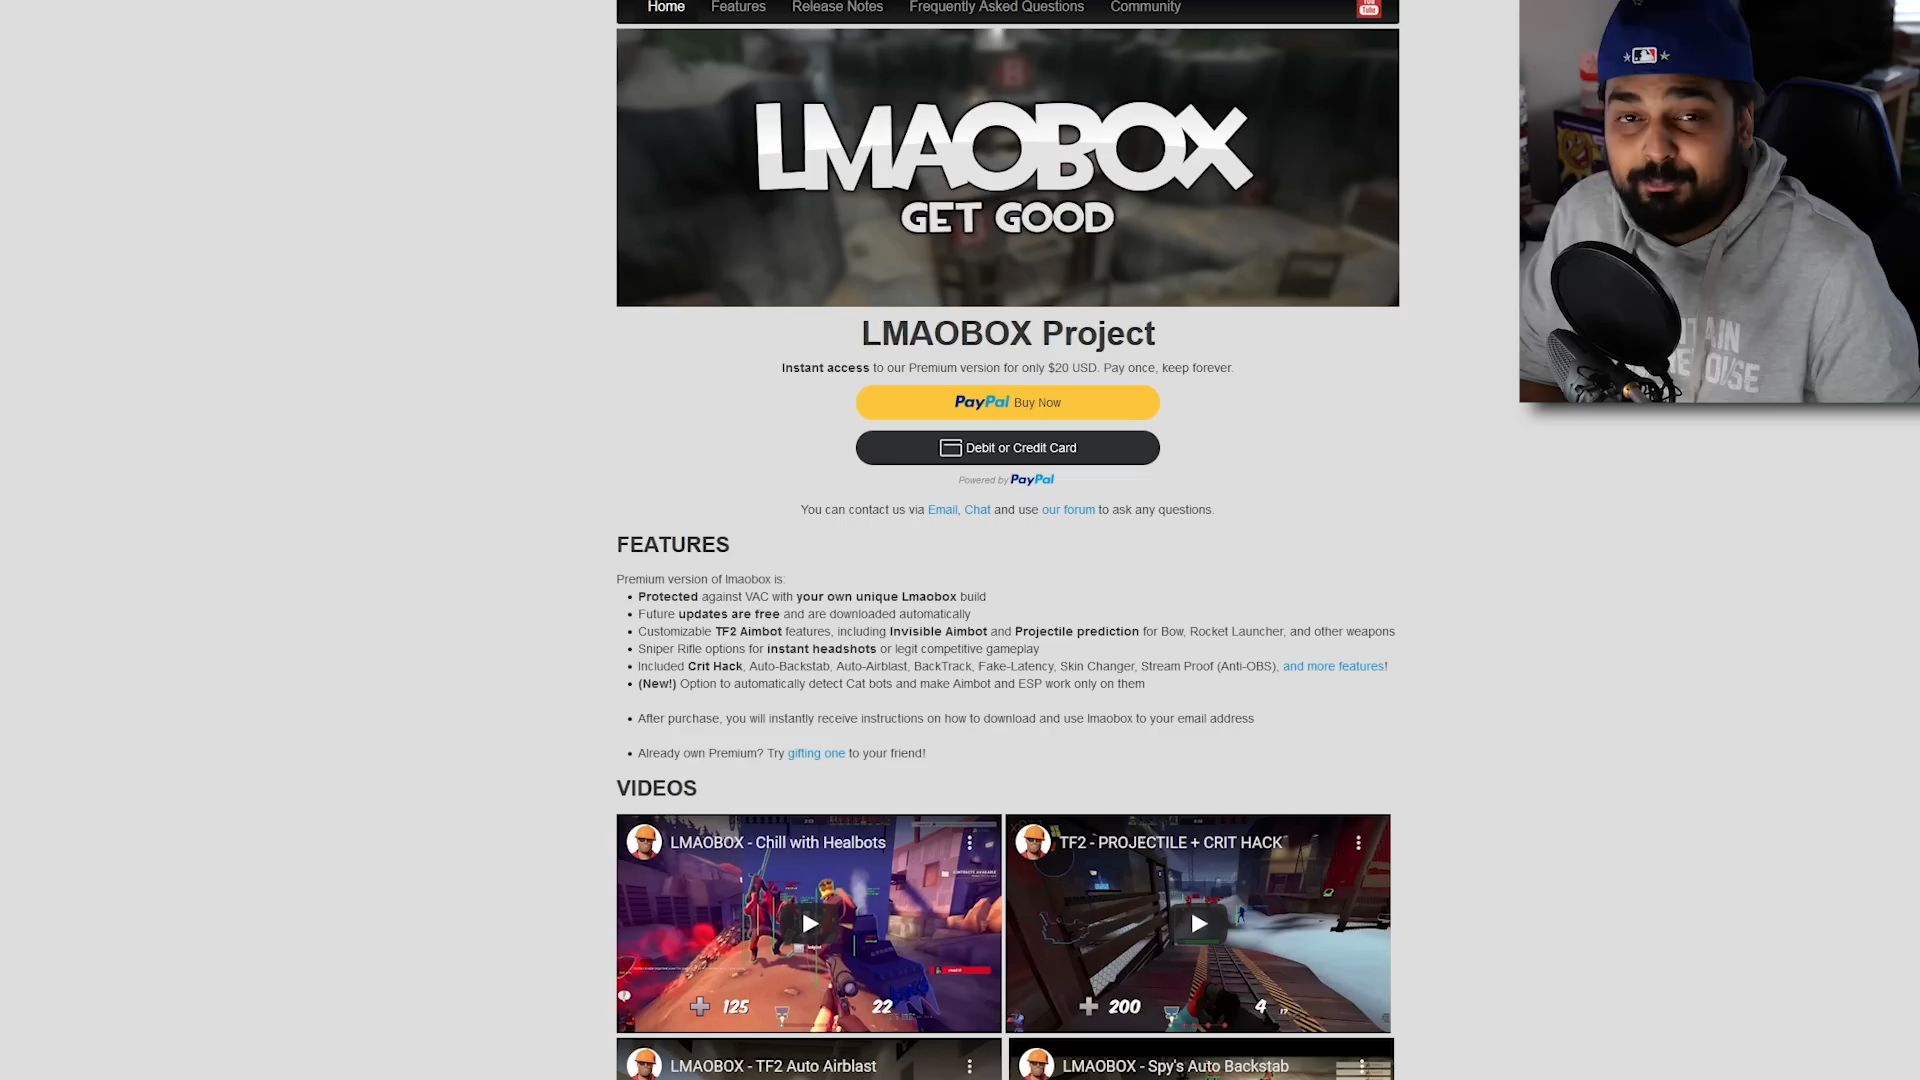 Home Features Release Notes Frequently Asked Questions Community
You Tube
LMAOBOX
GET GOOD
LMAOBOX Project
Instant access to our Premium version for only $20 USD. Pay once, keep forever.
PayPal Buy Now
Debit or Credit Card
Powered by PayPal
You can contact us via Email, Chat and use our forum to ask any questions.
FEATURES
Premium version of lmaobox is:
• Protected against VAC with your own unique Lmaobox build
• Future updates are free and are downloaded automatically
• Customizable TF2 Aimbot features, including Invisible Aimbot and Projectile prediction for Bow, Rocket Launcher, and other weapons
• Sniper Rifle options for instant headshots or legit competitive gameplay
• Included Crit Hack, Auto-Backstab, Auto-Airblast, BackTrack, Fake-Latency, Skin Changer, Stream Proof (Anti-OBS), and more features!
• (New!) Option to automatically detect Cat bots and make Aimbot and ESP work only on them
• After purchase, you will instantly receive instructions on how to download and use lmaobox to your email address
• Already own Premium? Try gifting one to your friend!
VIDEOS
LMAOBOX - Chill with Healbots
TF2 - PROJECTILE + CRIT HACK
125 22
200 4
LMAOBOX - TF2 Auto Airblast
LMAOBOX - Spy's Auto Backstab